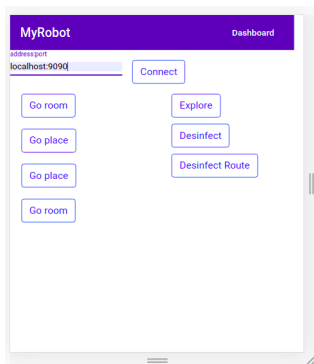 MyRobot
Dashboard
address:port
localhost:9090
Connect
Go room
Explore
Go place
Desinfect
Go place
Desinfect Route
Go room